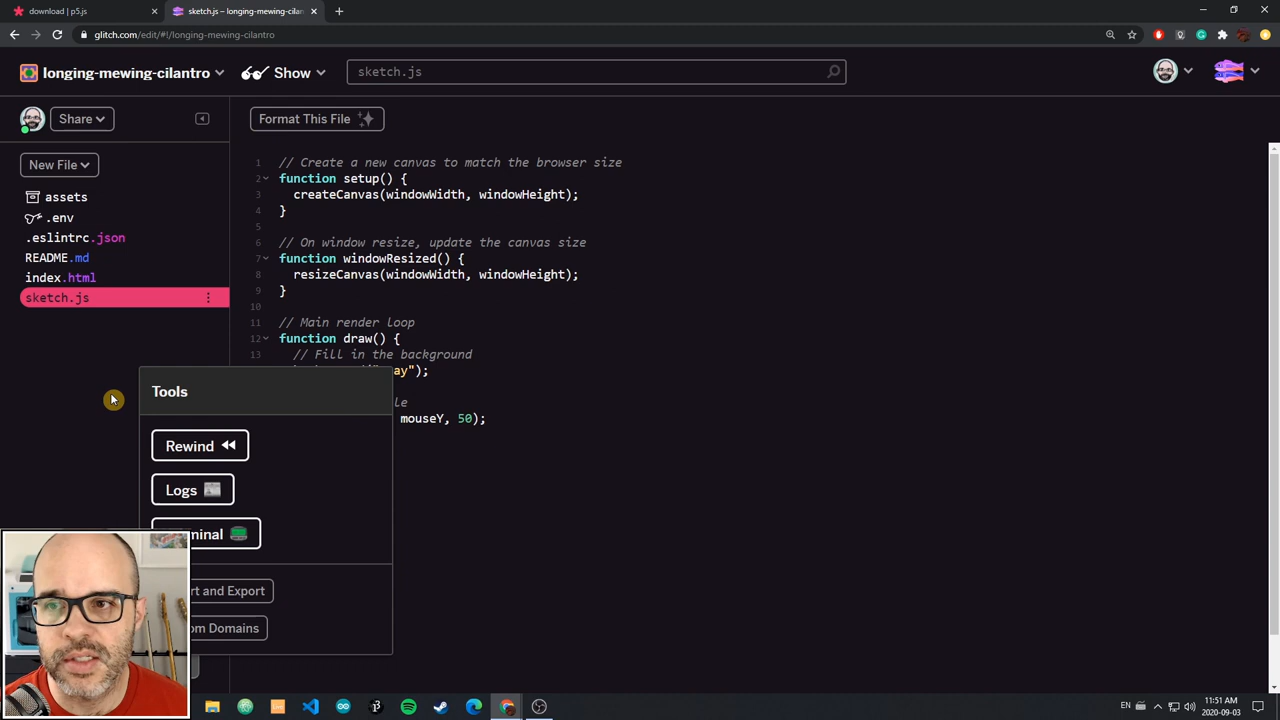 download | p5.js
sketch.js – longing-mewing-cilan
glitch.com/edit/#!/longing-mewing-cilantro
longing-mewing-cilantro
Show
sketch.js
Share
Format This File
New File
assets
.env
.eslintrc.json
README.md
index.html
sketch.js
1 // Create a new canvas to match the browser size
2 function setup() {
3 createCanvas(windowWidth, windowHeight);
4 }
5
6 // On window resize, update the canvas size
7 function windowResized() {
8 resizeCanvas(windowWidth, windowHeight);
9 }
10
11 // Main render loop
12 function draw() {
13 // Fill in the background
ay");
le
mouseY, 50);
Tools
Rewind
Logs
minal
rt and Export
om Domains
EN
11:51 AM
2020-09-03